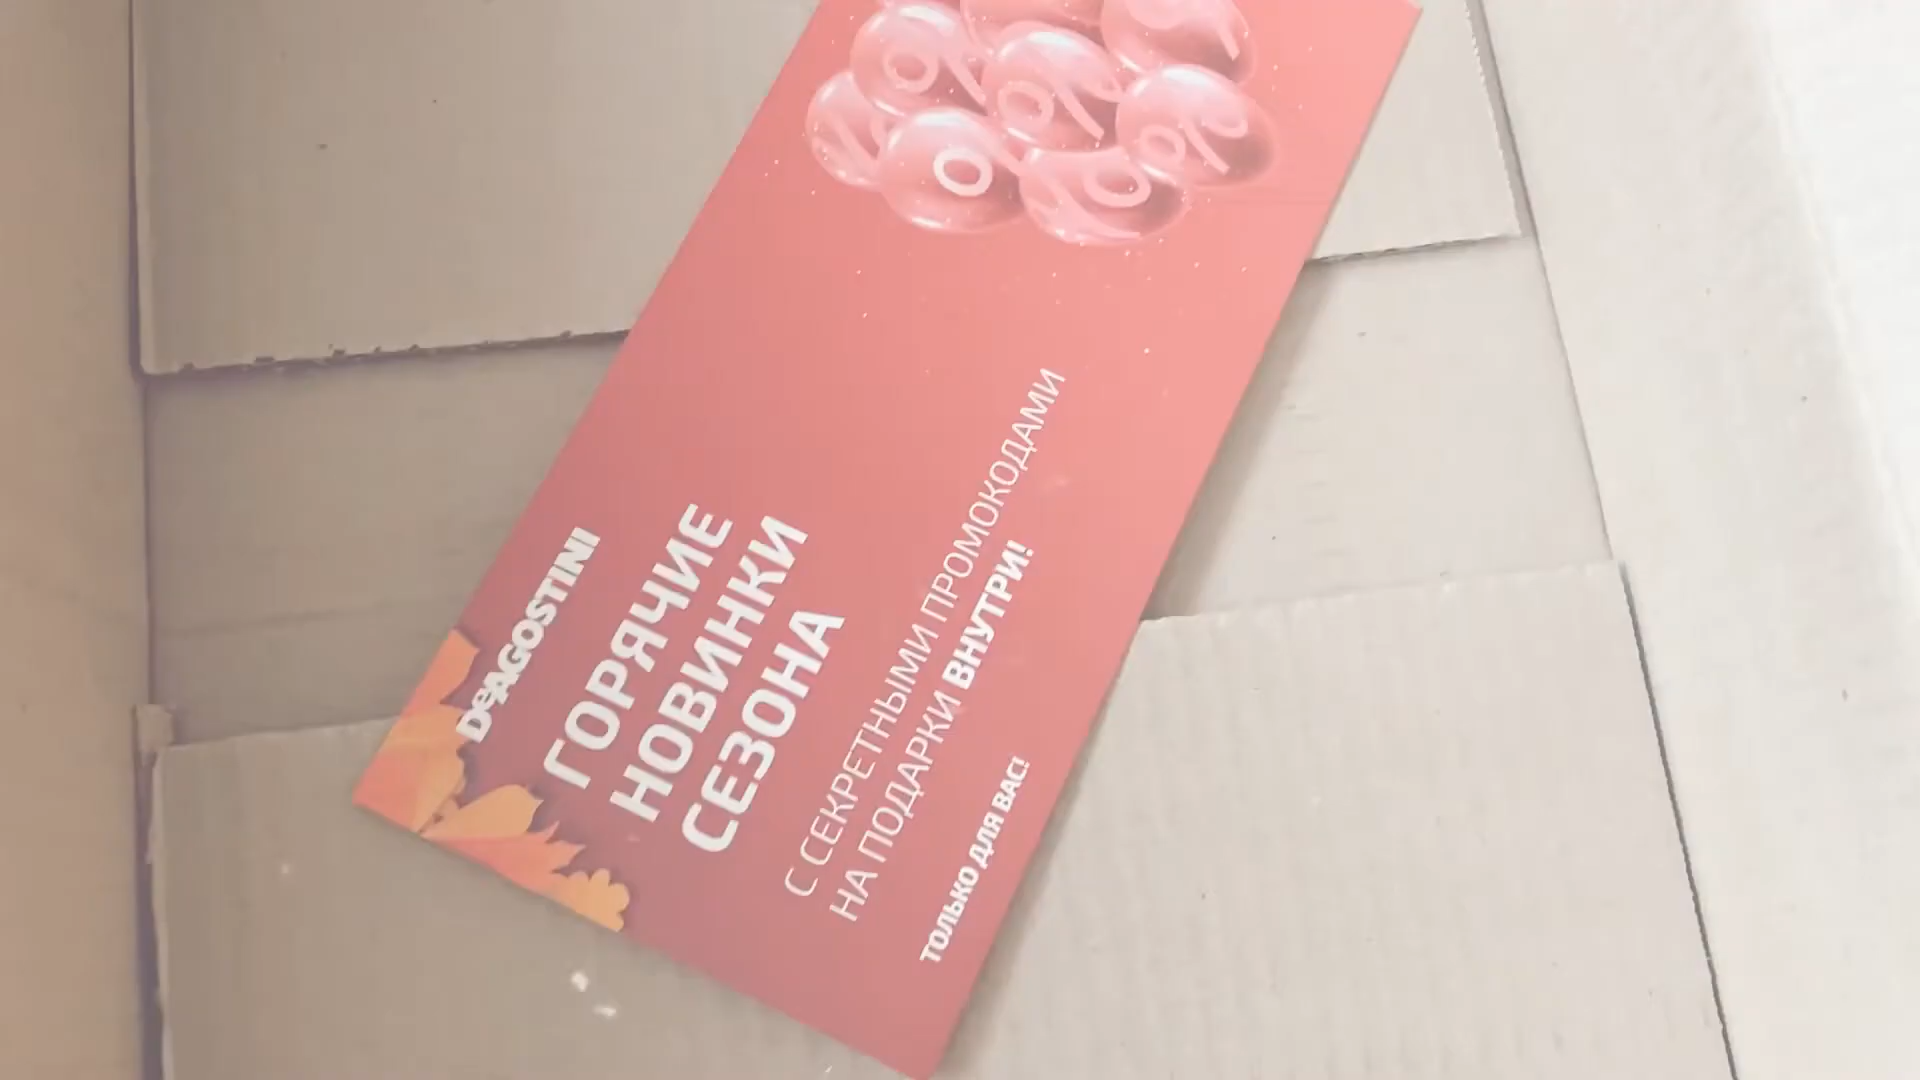 DeAGOSTINI
ГОРЯЧИЕ
НОВИНКИ
СЕЗОНА
С СЕКРЕТНЫМИ ПРОМОКОДАМИ
НА ПОДАРКИ ВНУТРИ!
ТОЛЬКО ДЛЯ ВАС!